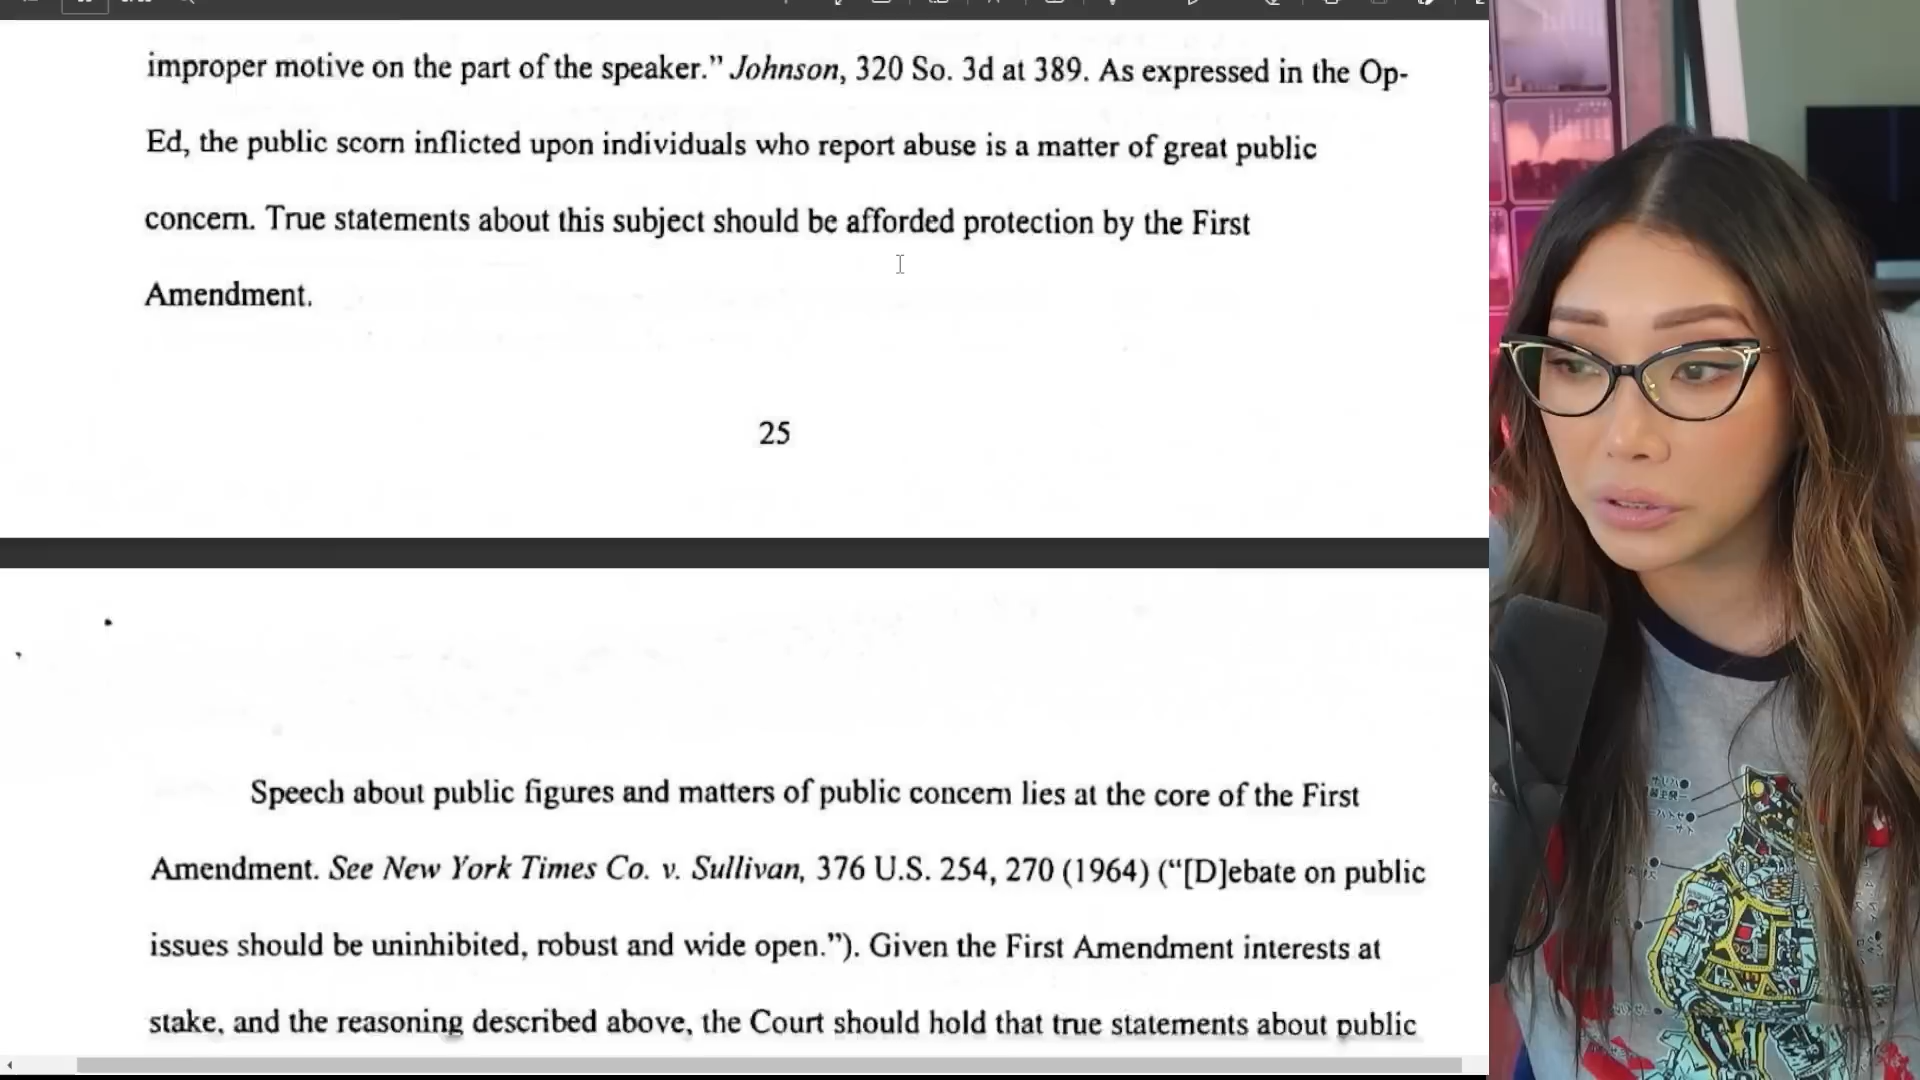 improper motive on the part of the speaker.” Johnson, 320 So. 3d at 389. As expressed in the Op-
Ed, the public scorn inflicted upon individuals who report abuse is a matter of great public
concern. True statements about this subject should be afforded protection by the First
Amendment.
25
Speech about public figures and matters of public concern lies at the core of the First
Amendment. See New York Times Co. v. Sullivan, 376 U.S. 254, 270 (1964) (“[D]ebate on public
issues should be uninhibited, robust and wide open.”). Given the First Amendment interests at
stake, and the reasoning described above, the Court should hold that true statements about public